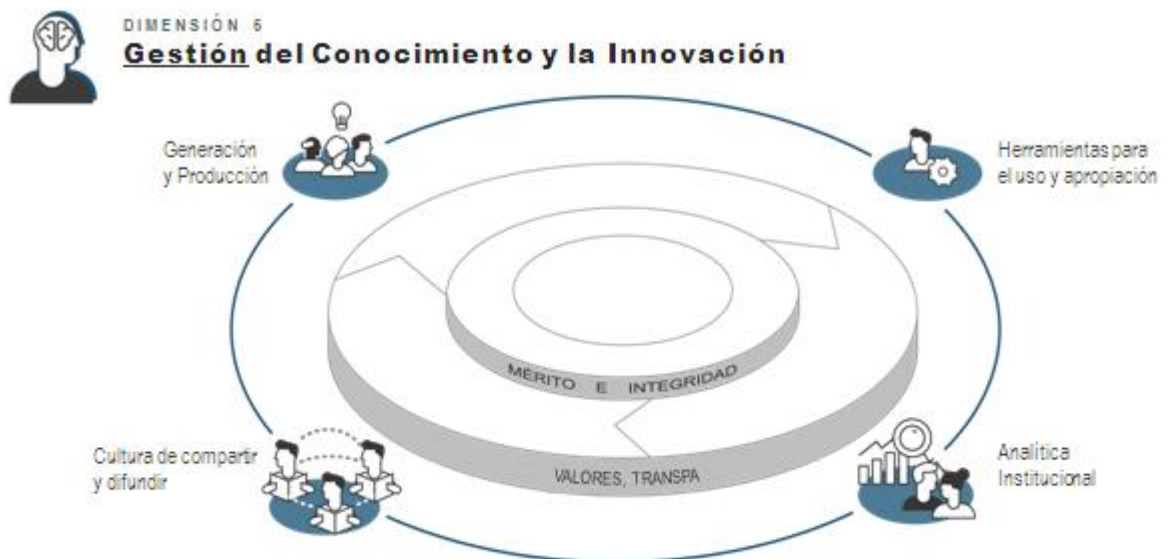 DIMENSIÓN 6
Gestión del Conocimiento y la Innovación
Generación
y Producción
Herramientas para
el uso y apropiación
MÉRITO E INTEGRIDAD
VALORES, TRANSPA
Cultura de compartir
y difundir
Analítica
Institucional